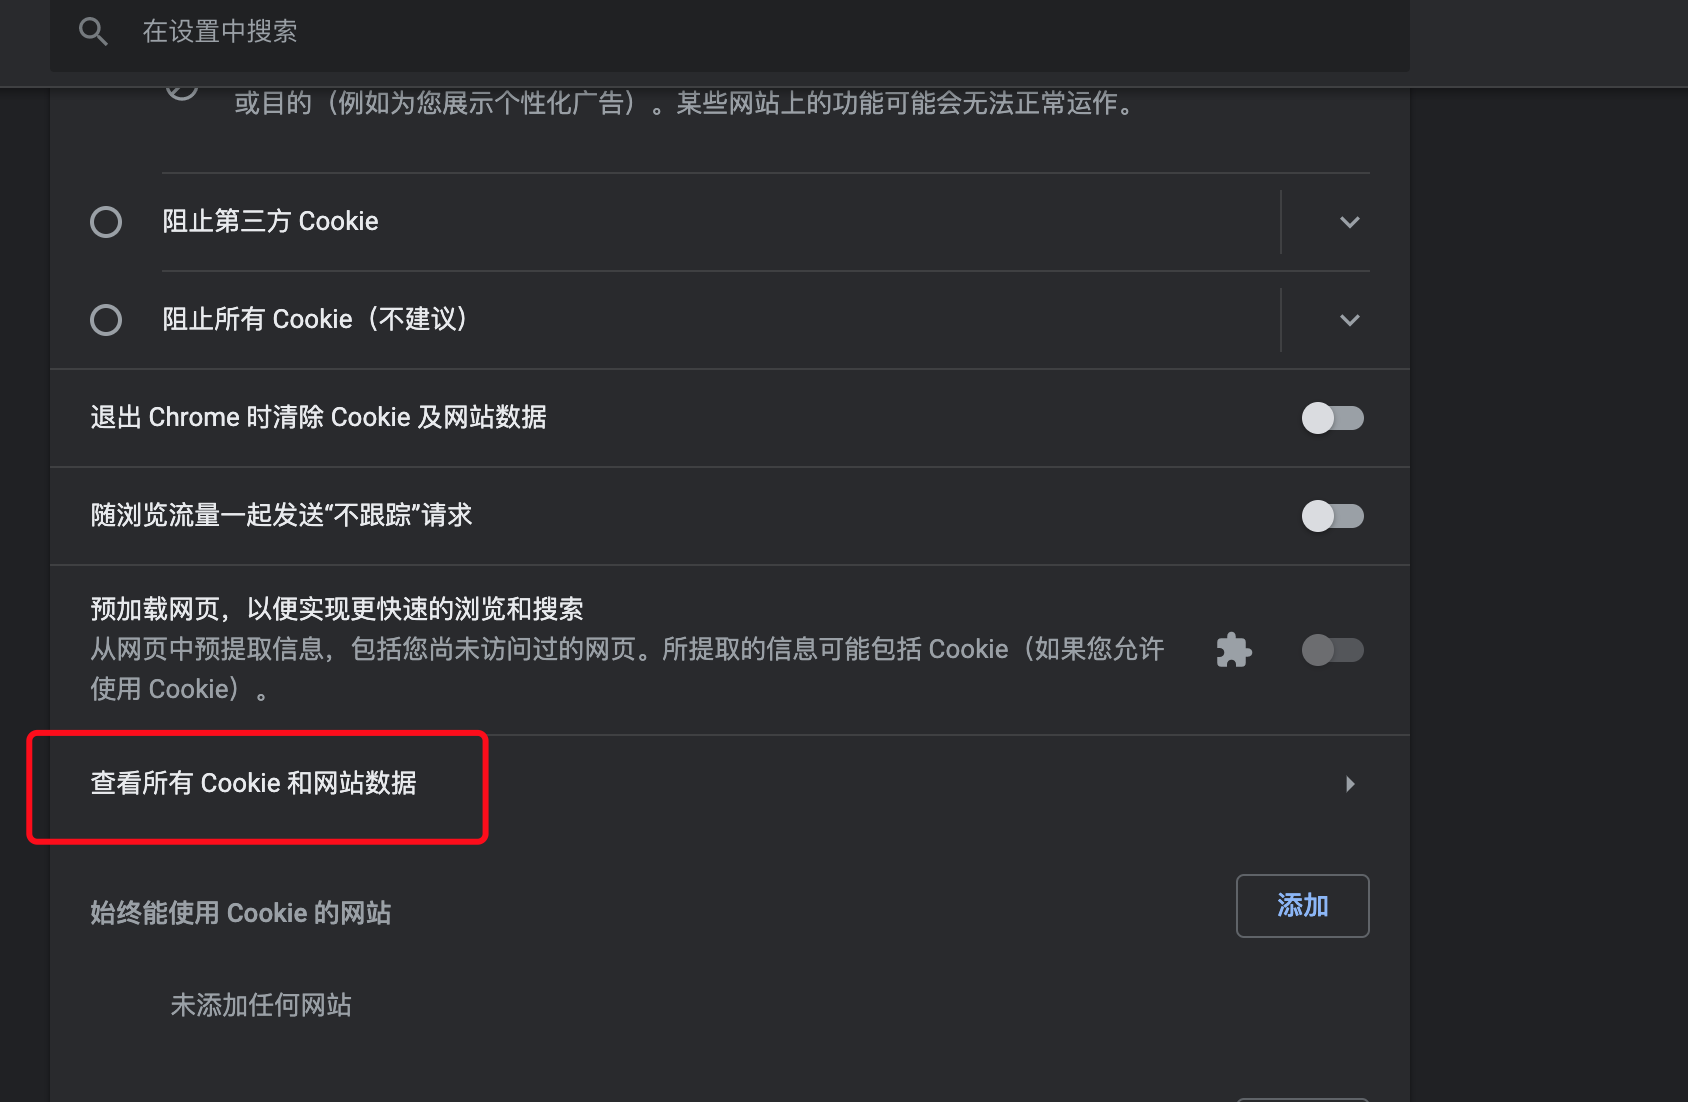 在设置中搜索
或目的（例如为您展示个性化广告）。某些网站上的功能可能会无法正常运作。
阻止第三方 Cookie
阻止所有 Cookie（不建议）
退出 Chrome 时清除 Cookie 及网站数据
随浏览流量一起发送“不跟踪”请求
预加载网页，以便实现更快速的浏览和搜索
从网页中预提取信息，包括您尚未访问过的网页。所提取的信息可能包括 Cookie（如果您允许
使用 Cookie）。
查看所有 Cookie 和网站数据
始终能使用 Cookie 的网站
添加
未添加任何网站